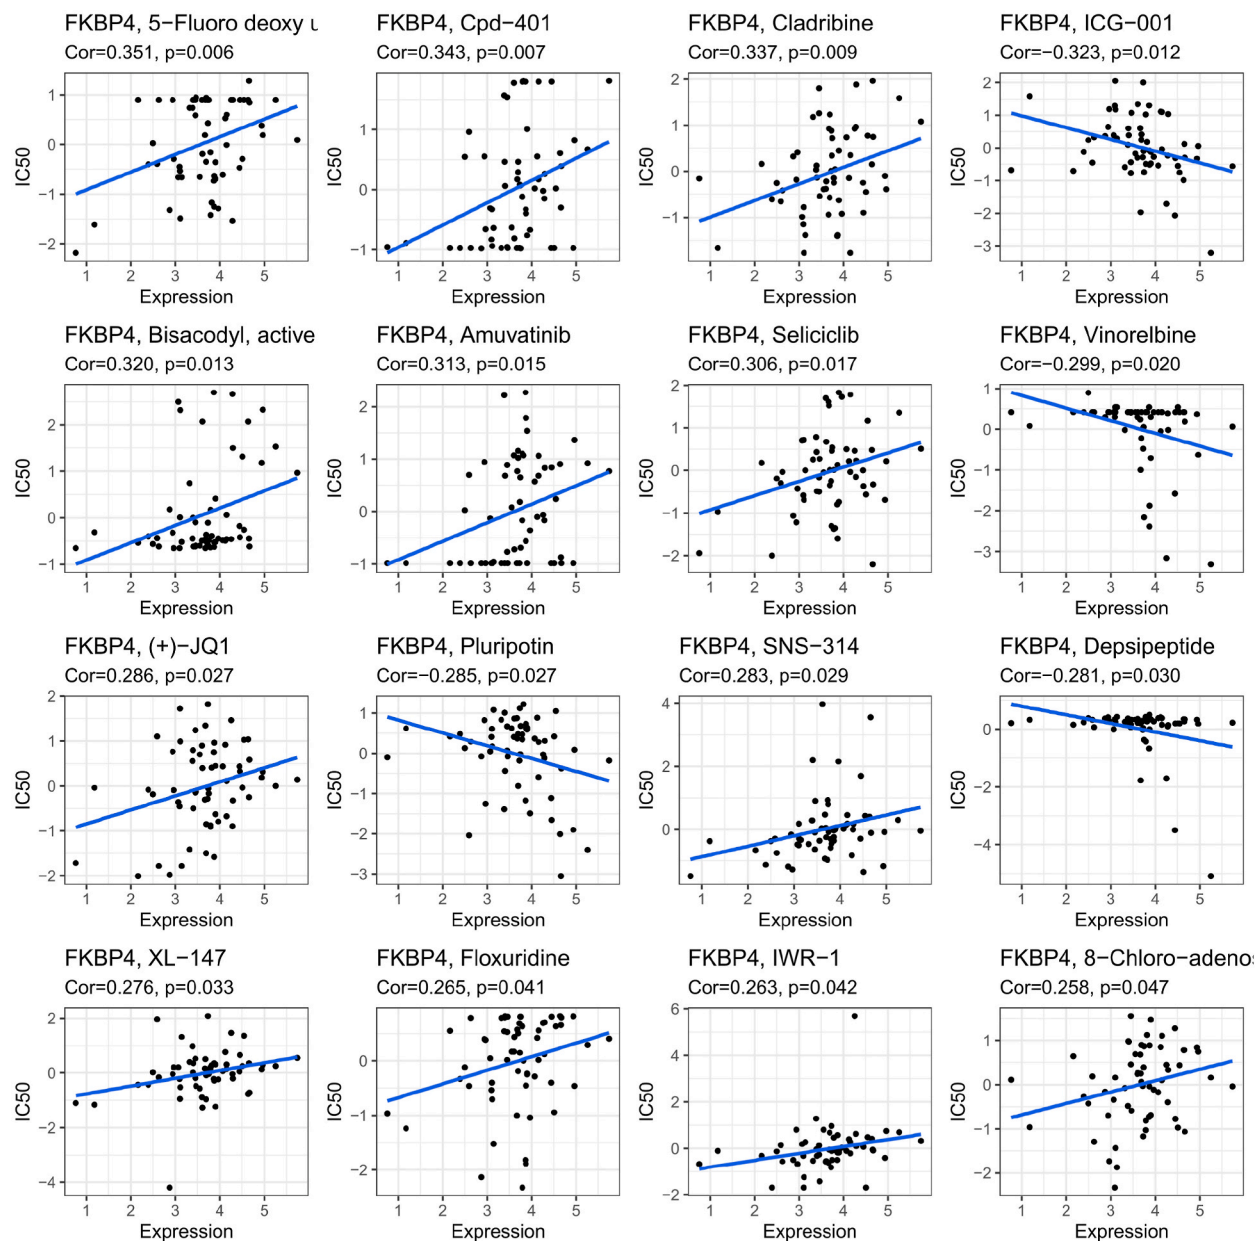 FKBP4, 5−Fluoro deoxy u
Cor=0.351, p=0.006
FKBP4, Cpd−401
Cor=0.343, p=0.007
FKBP4, Cladribine
Cor=0.337, p=0.009
FKBP4, ICG−001
Cor=−0.323, p=0.012
1
0
−1
−2
IC50
1 2 3 4 5
Expression
1
0
−1
IC50
1 2 3 4 5
Expression
2
1
0
−1
IC50
1 2 3 4 5
Expression
2
1
0
−1
−2
−3
IC50
1 2 3 4 5
Expression
FKBP4, Bisacodyl, active
Cor=0.320, p=0.013
FKBP4, Amuvatinib
Cor=0.313, p=0.015
FKBP4, Seliciclib
Cor=0.306, p=0.017
FKBP4, Vinorelbine
Cor=−0.299, p=0.020
2
1
0
−1
IC50
1 2 3 4 5
Expression
2
1
0
−1
IC50
1 2 3 4 5
Expression
2
1
0
−1
−2
IC50
1 2 3 4 5
Expression
1
0
−1
−2
−3
IC50
1 2 3 4 5
Expression
FKBP4, (+)−JQ1
Cor=0.286, p=0.027
FKBP4, Pluripotin
Cor=−0.285, p=0.027
FKBP4, SNS−314
Cor=0.283, p=0.029
FKBP4, Depsipeptide
Cor=−0.281, p=0.030
2
1
0
−1
−2
IC50
1 2 3 4 5
Expression
1
0
−1
−2
−3
IC50
1 2 3 4 5
Expression
4
2
0
IC50
1 2 3 4 5
Expression
0
−2
−4
IC50
1 2 3 4 5
Expression
FKBP4, XL−147
Cor=0.276, p=0.033
FKBP4, Floxuridine
Cor=0.265, p=0.041
FKBP4, IWR−1
Cor=0.263, p=0.042
FKBP4, 8−Chloro−adenos
Cor=0.258, p=0.047
2
0
−2
−4
IC50
1 2 3 4 5
Expression
0
−1
−2
IC50
1 2 3 4 5
Expression
6
4
2
0
−2
IC50
1 2 3 4 5
Expression
1
0
−1
−2
IC50
1 2 3 4 5
Expression